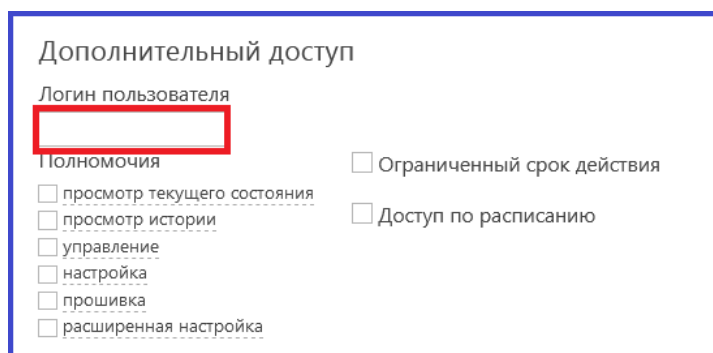 Дополнительный доступ
Логин пользователя
Полномочия
просмотр текущего состояния
просмотр истории
управление
настройка
прошивка
расширенная настройка
Ограниченный срок действия
Доступ по расписанию